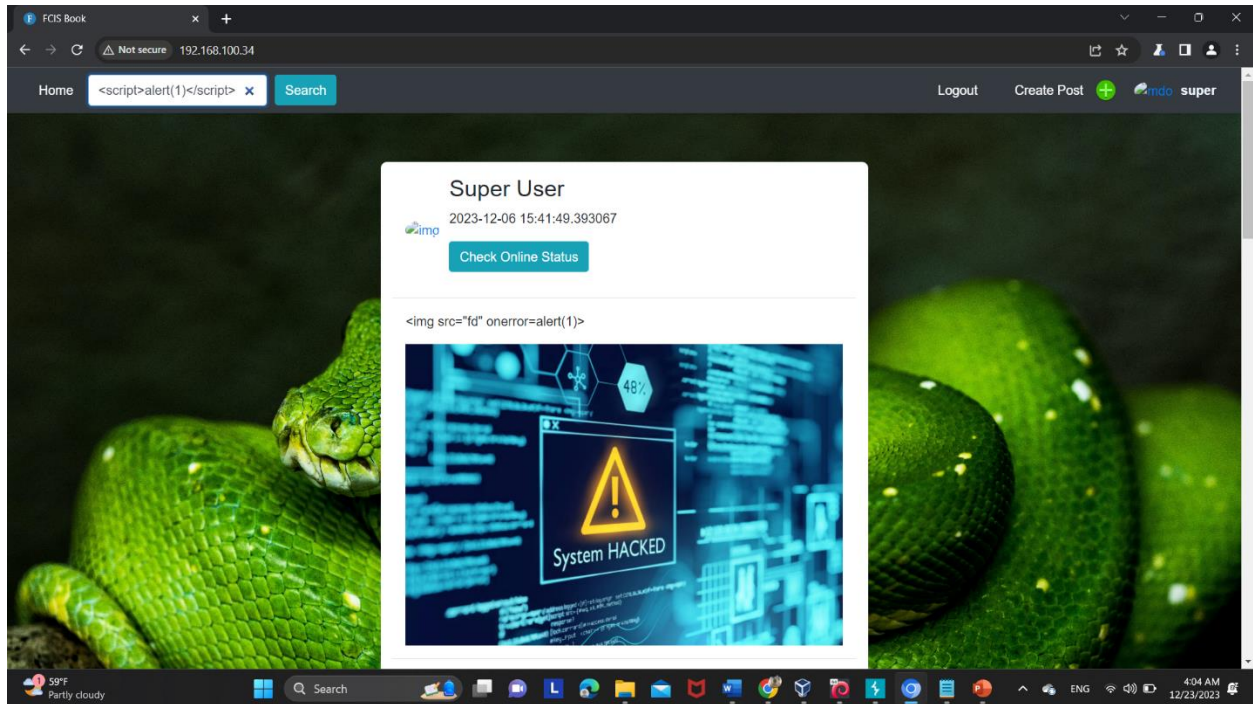 FCIS Book
Not secure 192.168.100.34
Home <script>alert(1)</script> Search Logout Create Post mdo super
Super User
2023-12-06 15:41:49.393067
img
Check Online Status
<img src="fd" onerror=alert(1)>
48%
System HACKED
1
59°F
Partly cloudy
Search
ENG
4:04 AM
12/23/2023